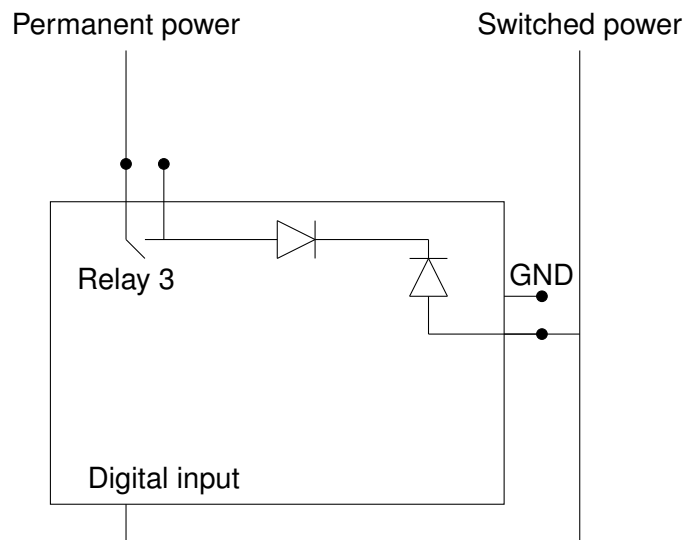 Permanent power
Switched power
Relay 3
GND
Digital input